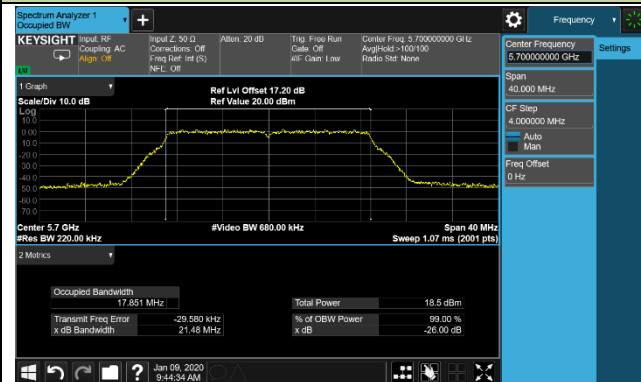 Spectrum Analyzer 1
Occupied BW
Frequency
KEYSIGHT
Input: RF
Coupling: AC
Align: Off
Input Z: 50 Ω
Corrections: Off
Freq Ref: Int (S)
NFE: Off
Atten: 20 dB
Trig: Free Run
Gate: Off
#IF Gain: Low
Center Freq: 5.700000000 GHz
Avg|Hold:>100/100
Radio Std: None
LXI
1 Graph
Scale/Div 10.0 dB
Ref Lvl Offset 17.20 dB
Ref Value 20.00 dBm
Log
10.0
0.00
-10.0
-20.0
-30.0
-40.0
-50.0
-60.0
-70.0
Center 5.7 GHz
#Res BW 220.00 kHz
#Video BW 680.00 kHz
Span 40 MHz
Sweep 1.07 ms (2001 pts)
2 Metrics
Occupied Bandwidth
17.851 MHz
Total Power 18.5 dBm
Transmit Freq Error -29.580 kHz
% of OBW Power 99.00 %
x dB Bandwidth 21.48 MHz
x dB -26.00 dB
Center Frequency
5.700000000 GHz
Settings
Span
40.000 MHz
CF Step
4.000000 MHz
Auto
Man
Freq Offset
0 Hz
?
Jan 09, 2020
9:44:34 AM